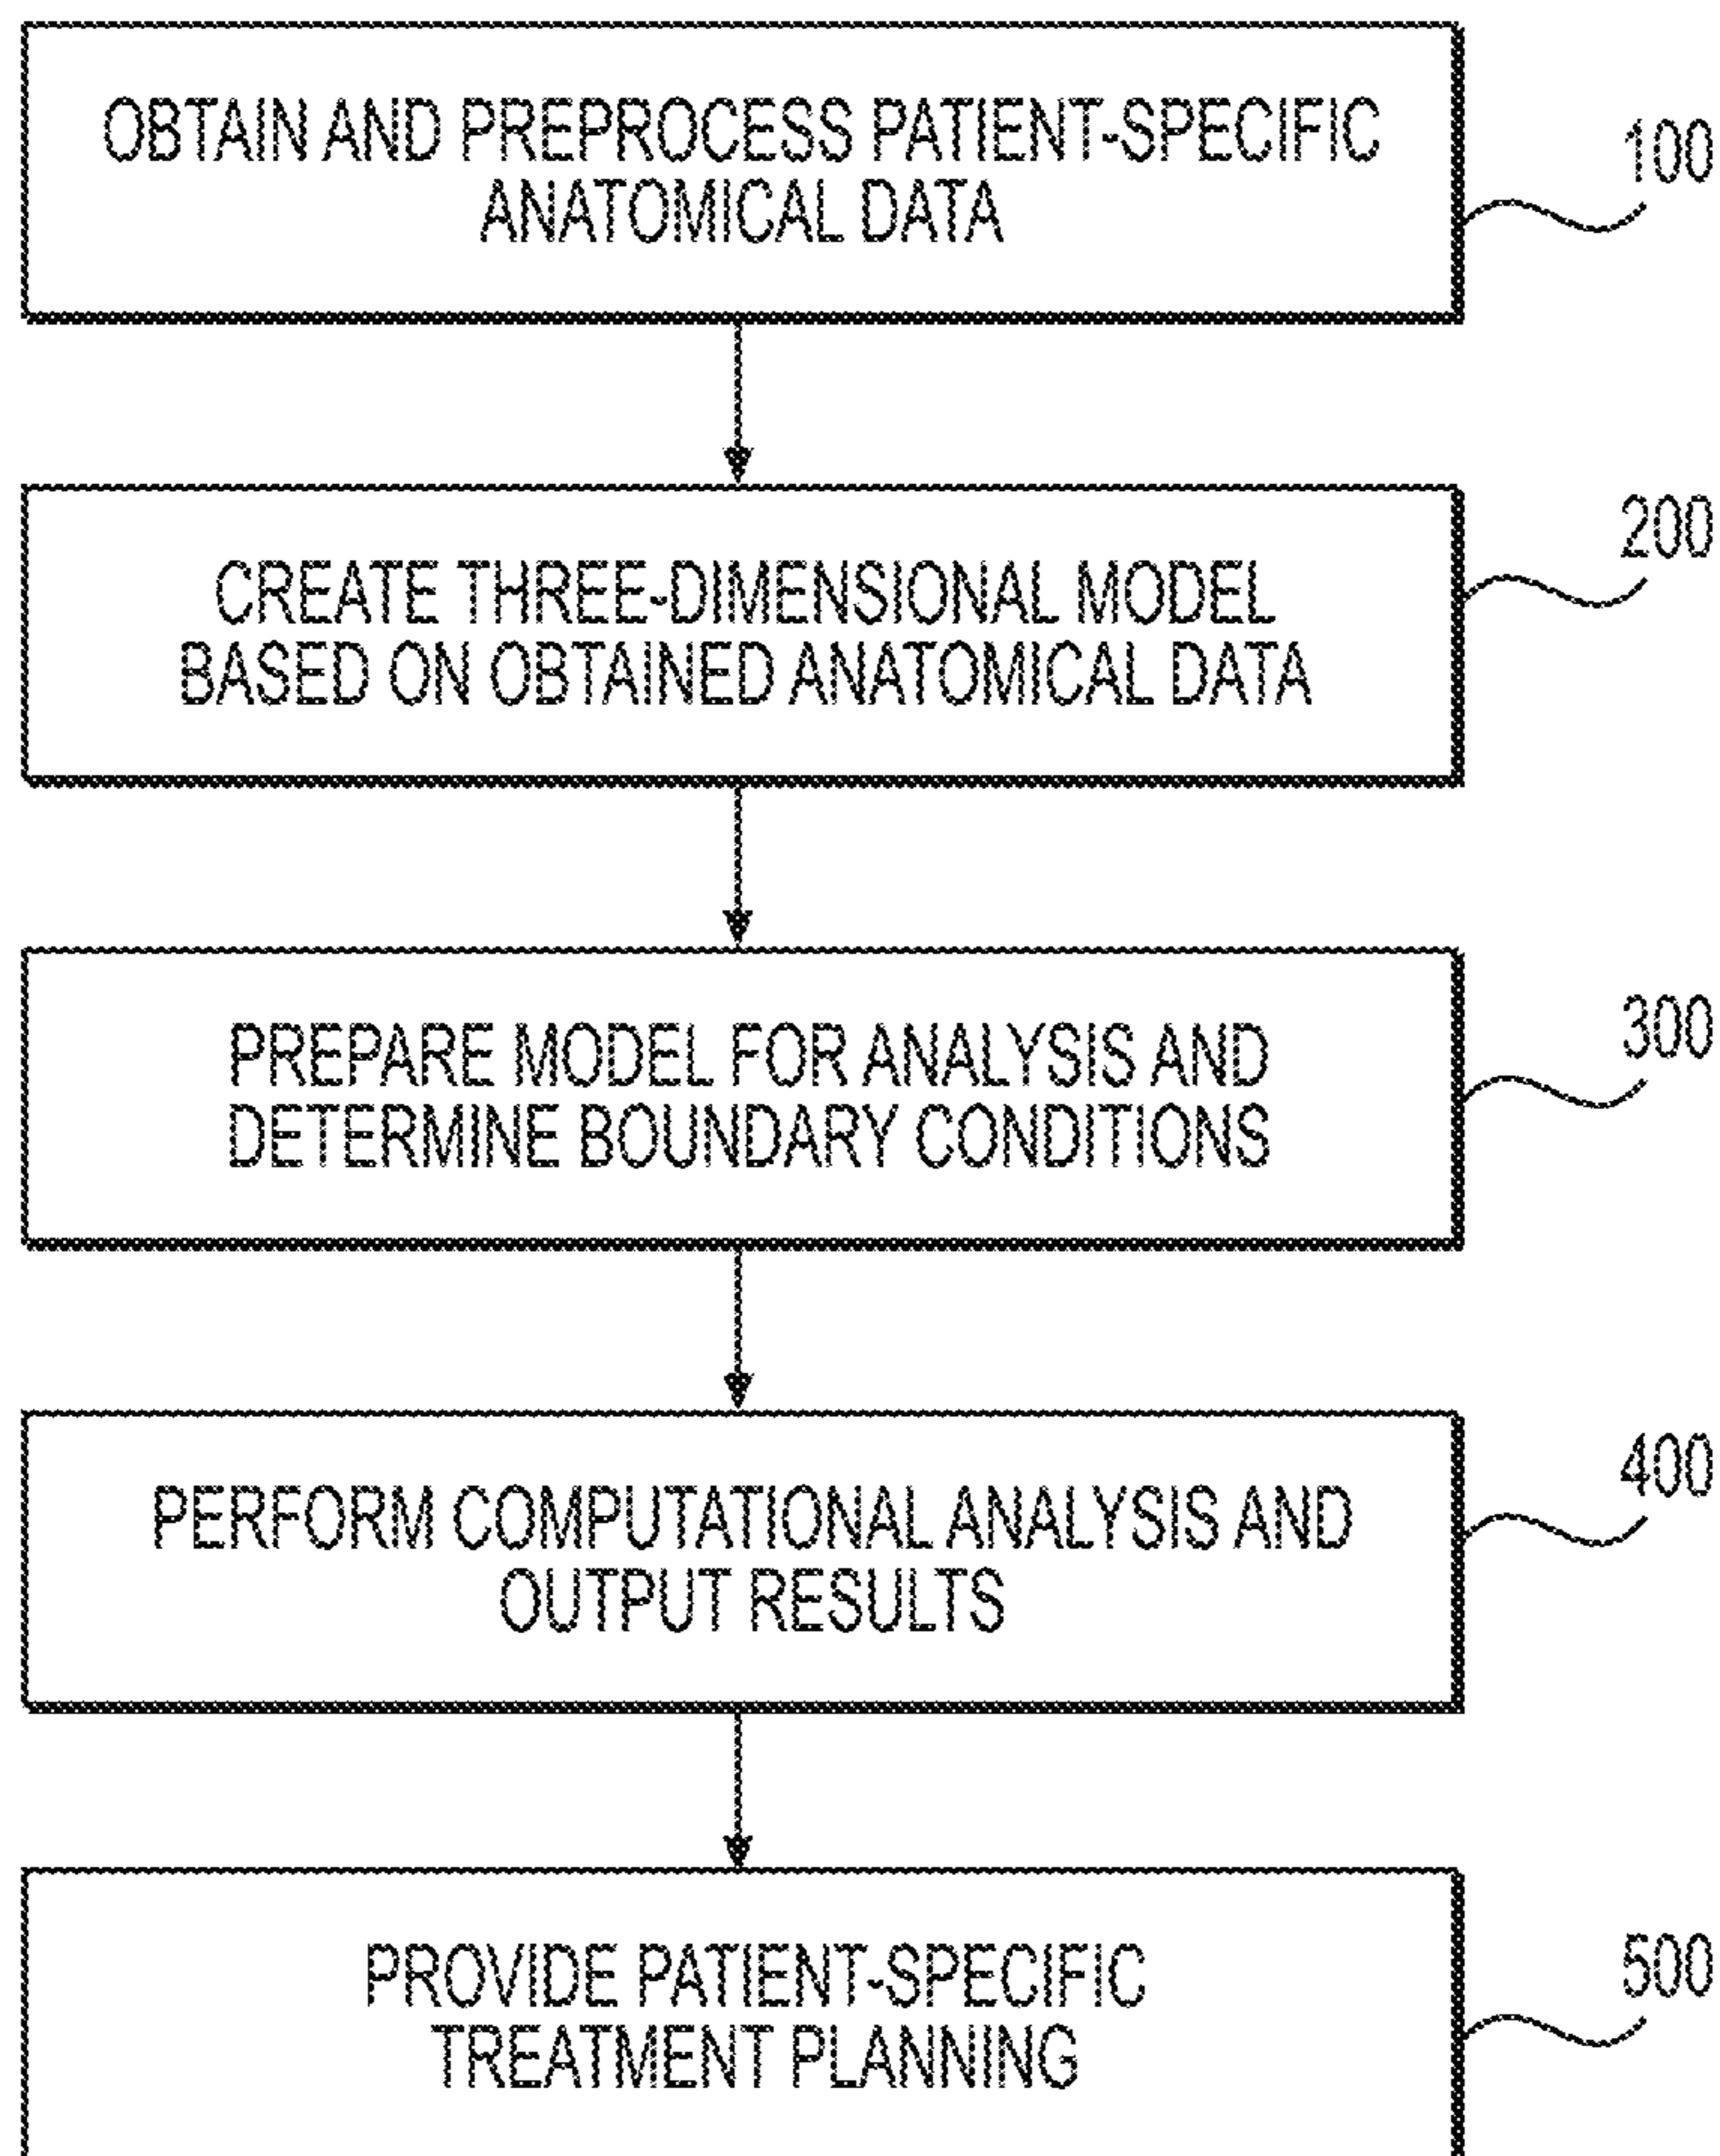 OBTAIN AND PREPROCESS PATIENT-SPECIFIC
ANATOMICAL DATA
100
CREATE THREE-DIMENSIONAL MODEL
BASED ON OBTAINED ANATOMICAL DATA
200
PREPARE MODEL FOR ANALYSIS AND
DETERMINE BOUNDARY CONDITIONS
300
PERFORM COMPUTATIONAL ANALYSIS AND
OUTPUT RESULTS
400
PROVIDE PATIENT-SPECIFIC
TREATMENT PLANNING
500